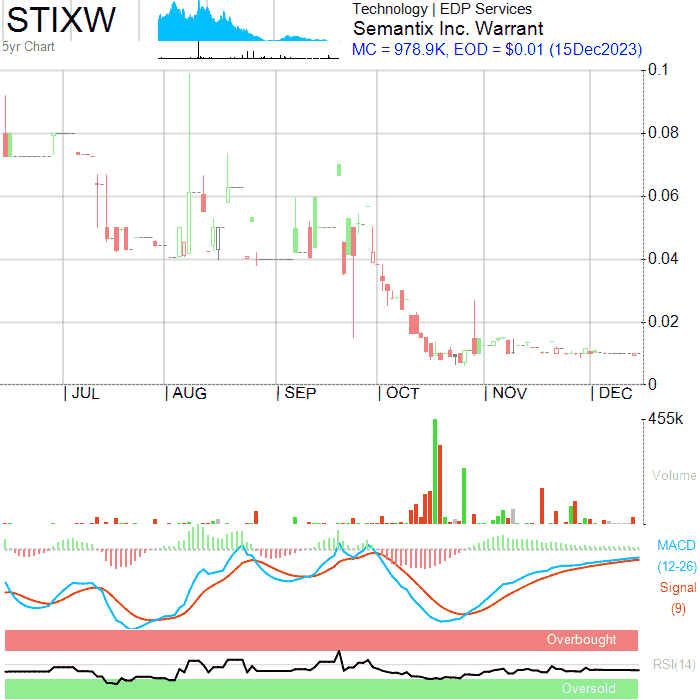 STIXW
5yr Chart
Technology | EDP Services
Semantix Inc. Warrant
MC = 978.9K, EOD = $0.01 (15Dec2023)
0.1
0.08
0.06
0.04
0.02
0
| JUL | AUG | SEP | OCT | NOV | DEC
455k
Volume
MACD
(12-26)
Signal
(9)
Overbought
RSI(14)
Oversold